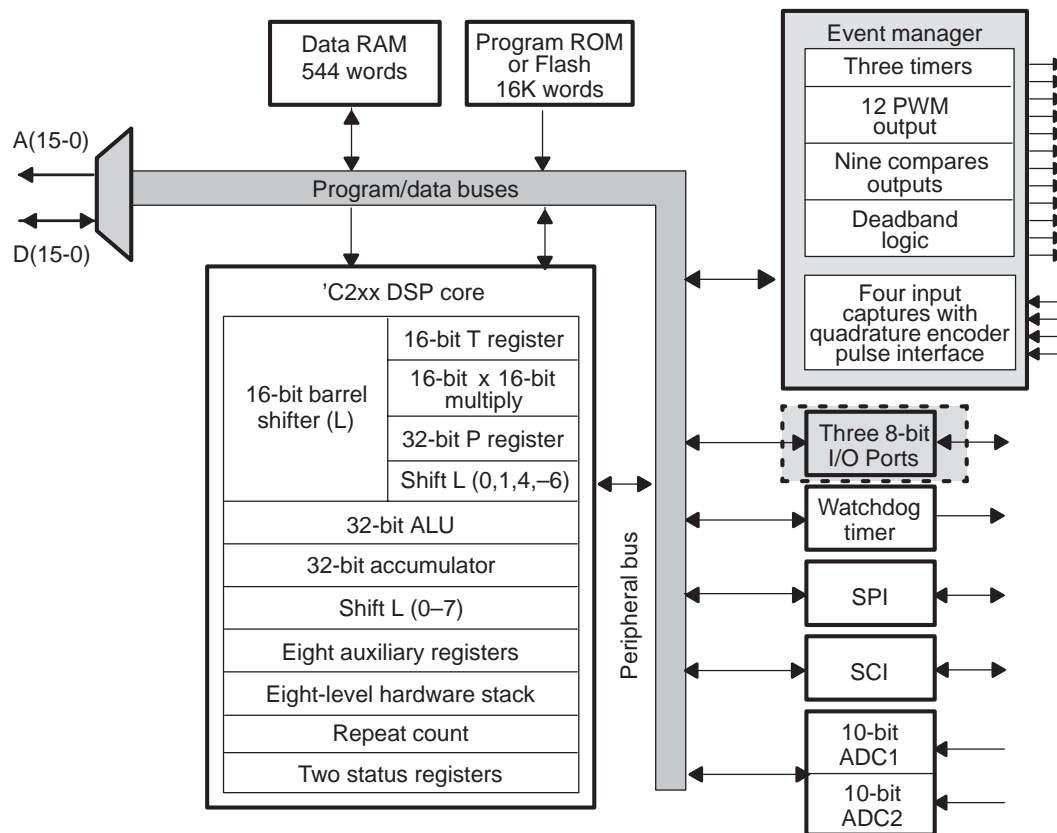 Data RAM
544 words
Program ROM
or Flash
16K words
Event manager
Three timers
12 PWM
output
Nine compares
outputs
Deadband
logic
Four input
captures with
quadrature encoder
pulse interface
A(15-0)
D(15-0)
Program/data buses
’C2xx DSP core
16-bit barrel
shifter (L)
16-bit T register
16-bit x 16-bit
multiply
32-bit P register
Shift L (0,1,4,–6)
32-bit ALU
32-bit accumulator
Shift L (0–7)
Eight auxiliary registers
Eight-level hardware stack
Repeat count
Two status registers
Peripheral bus
Three 8-bit
I/O Ports
Watchdog
timer
SPI
SCI
10-bit
ADC1
10-bit
ADC2